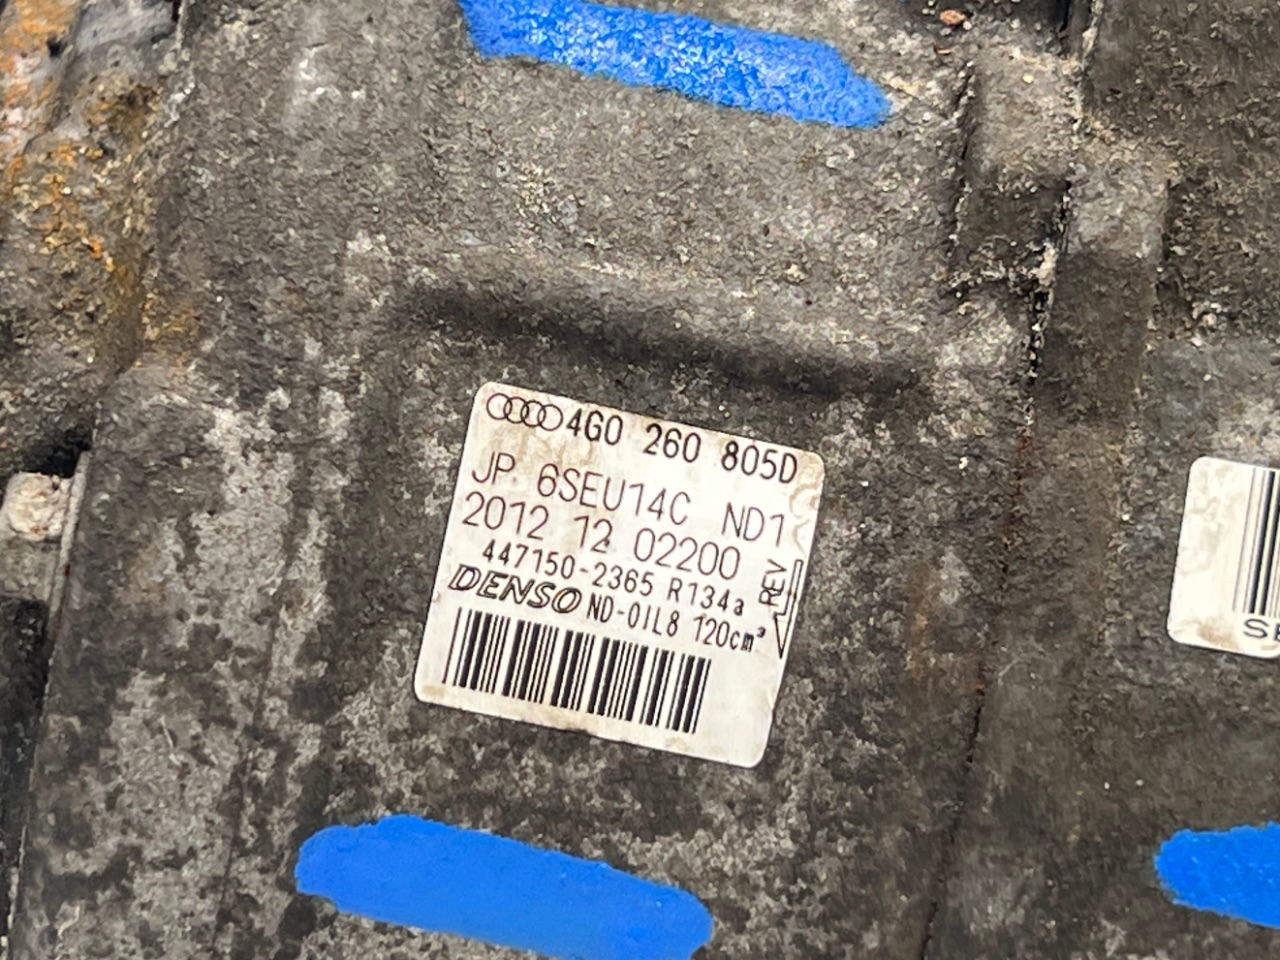 4G0 260 805D
JP. 6SEU14C ND1
2012 12 02200
447150-2365 R134a
DENSO ND-OIL8 120cm³
REV